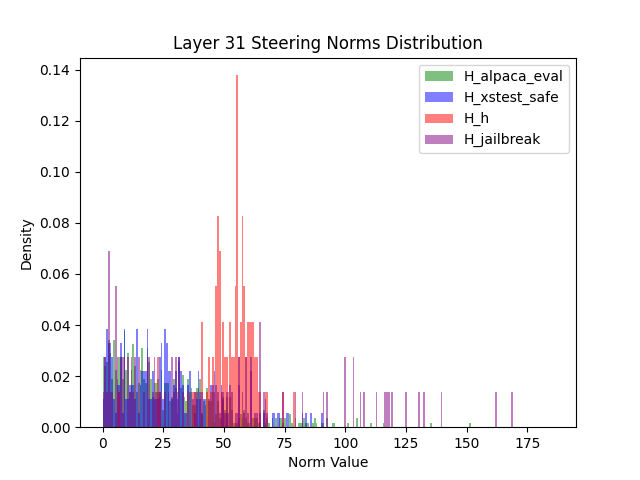 Layer 31 Steering Norms Distribution
H_alpaca_eval
H_xstest_safe
H_h
H_jailbreak
Density
0.14
0.12
0.10
0.08
0.06
0.04
0.02
0.00
0
25
50
75
100
125
150
175
Norm Value